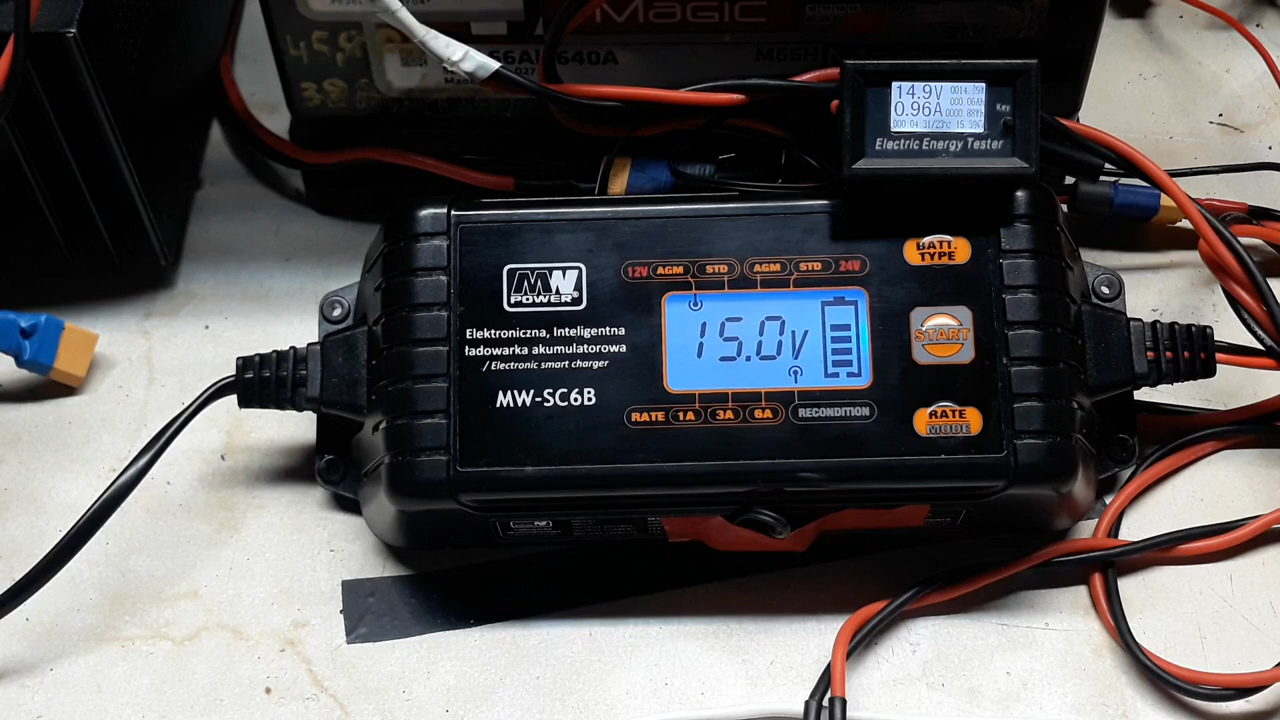 MAGIC
640A
027
14.9V
0.96A
Key
Electric Energy Tester
MW
POWER®
Elektroniczna, Inteligentna
ładowarka akumulatorowa
/ Electronic smart charger
MW-SC6B
12V AGM STD AGM STD 24V
15.0v
RATE 1A 3A 6A RECONDITION
BATT.
TYPE
START
RATE
MODE